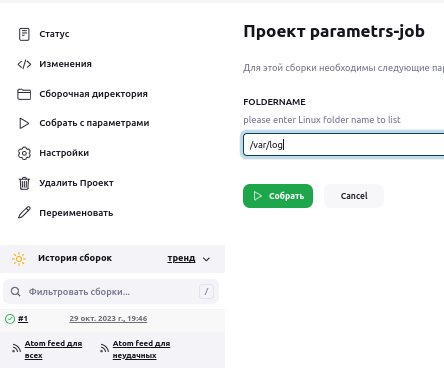 Статус
Изменения
Сборочная директория
Собрать с параметрами
Настройки
Удалить Проект
Переименовать
История сборок тренд
Фильтровать сборки... /
#1 29 окт. 2023 г., 19:46
Atom feed для всех
Atom feed для неудачных
Проект parametrs-job
Для этой сборки необходимы следующие
FOLDERNAME
please enter Linux folder name to list
/var/log
Собрать Cancel